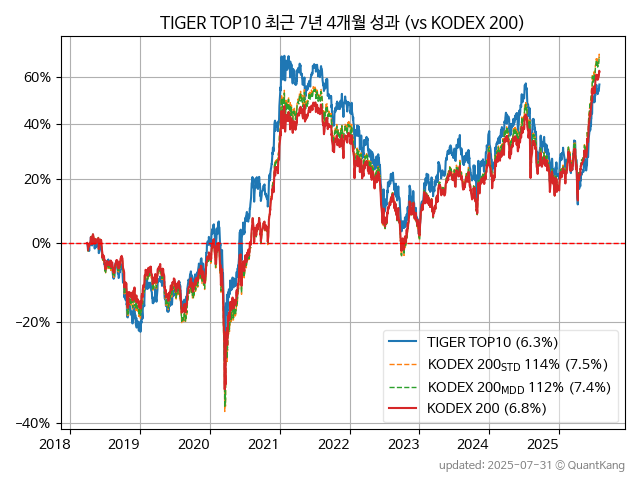 TIGER TOP10 최근 7년 4개월 성과 (vs KODEX 200)
60%
40%
20%
0%
−20%
−40%
TIGER TOP10 (6.3%)
KODEX 200STD 114% (7.5%)
KODEX 200MDD 112% (7.4%)
KODEX 200 (6.8%)
2018 2019 2020 2021 2022 2023 2024 2025
updated: 2025-07-31 © QuantKang